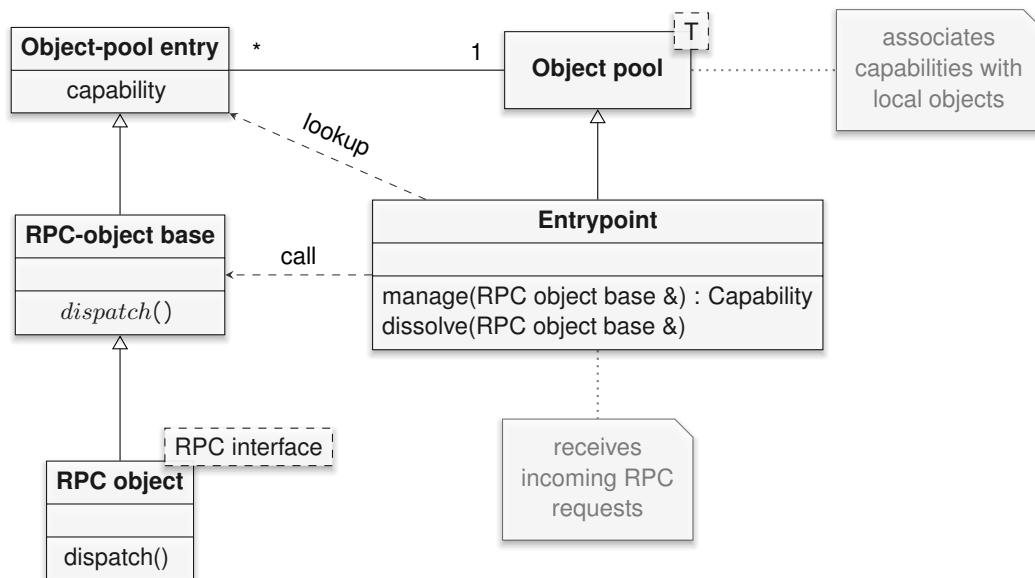 Object-pool entry
capability
*
1
T
Object pool
associates
capabilities with
local objects
lookup
RPC-object base
dispatch()
call
Entrypoint
manage(RPC object base &) : Capability
dissolve(RPC object base &)
RPC interface
RPC object
dispatch()
receives
incoming RPC
requests